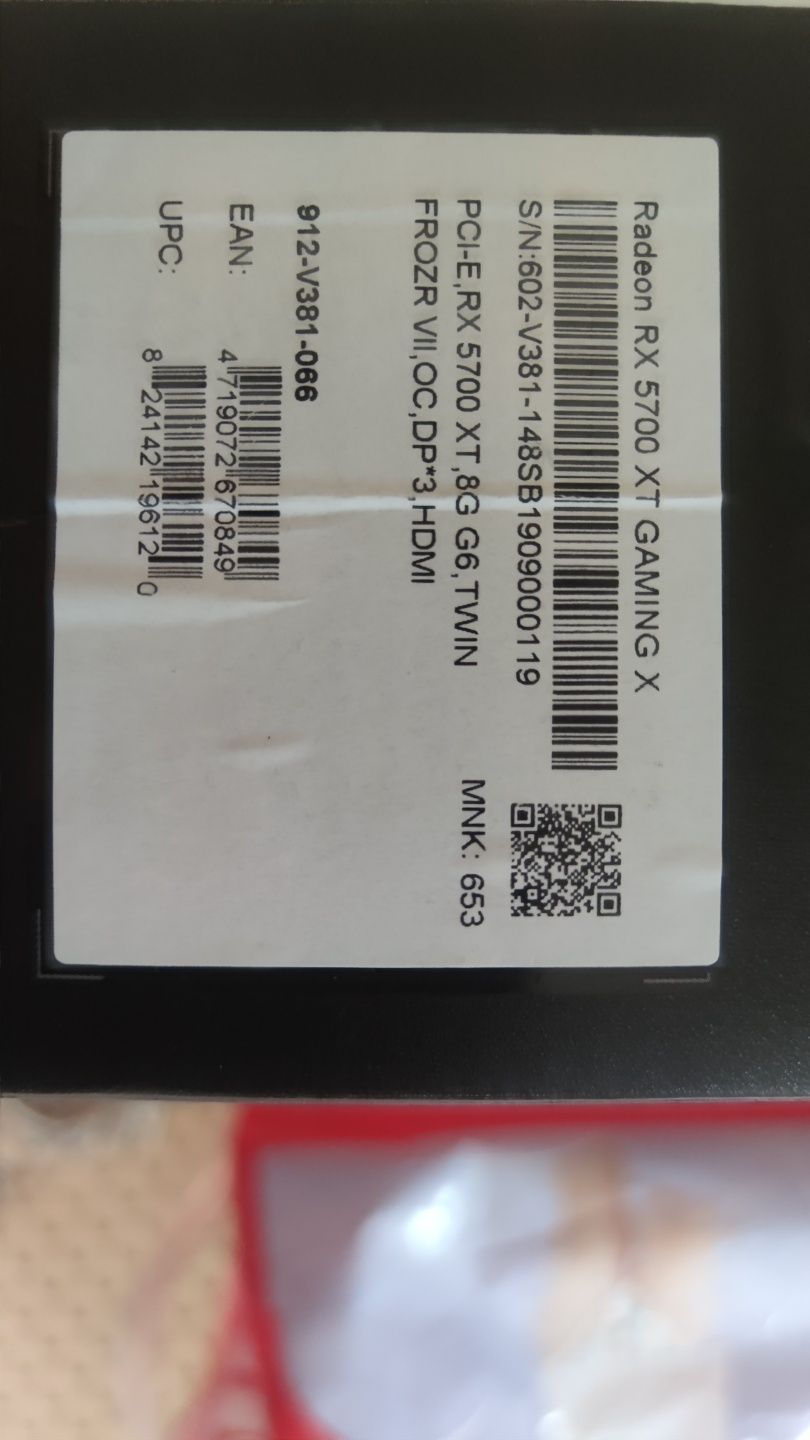 Radeon RX 5700 XT GAMING X
S/N:602-V381-148SB1909000119
PCI-E,RX 5700 XT,8G G6,TWIN
FROZR VII,OC,DP*3,HDMI
MNK: 653
912-V381-066
EAN:
4 719072 670849
UPC:
8 24142 19612 0